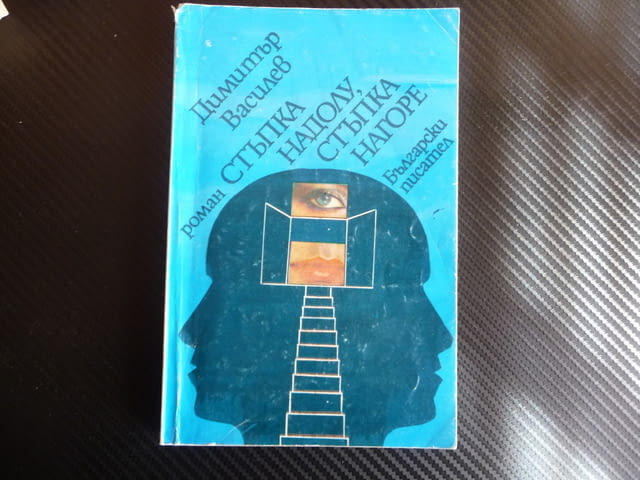 Димитър
Василев
роман
СТЪПКА
НАДОЛУ,
СТЪПКА
НАГОРЕ
Български
писател